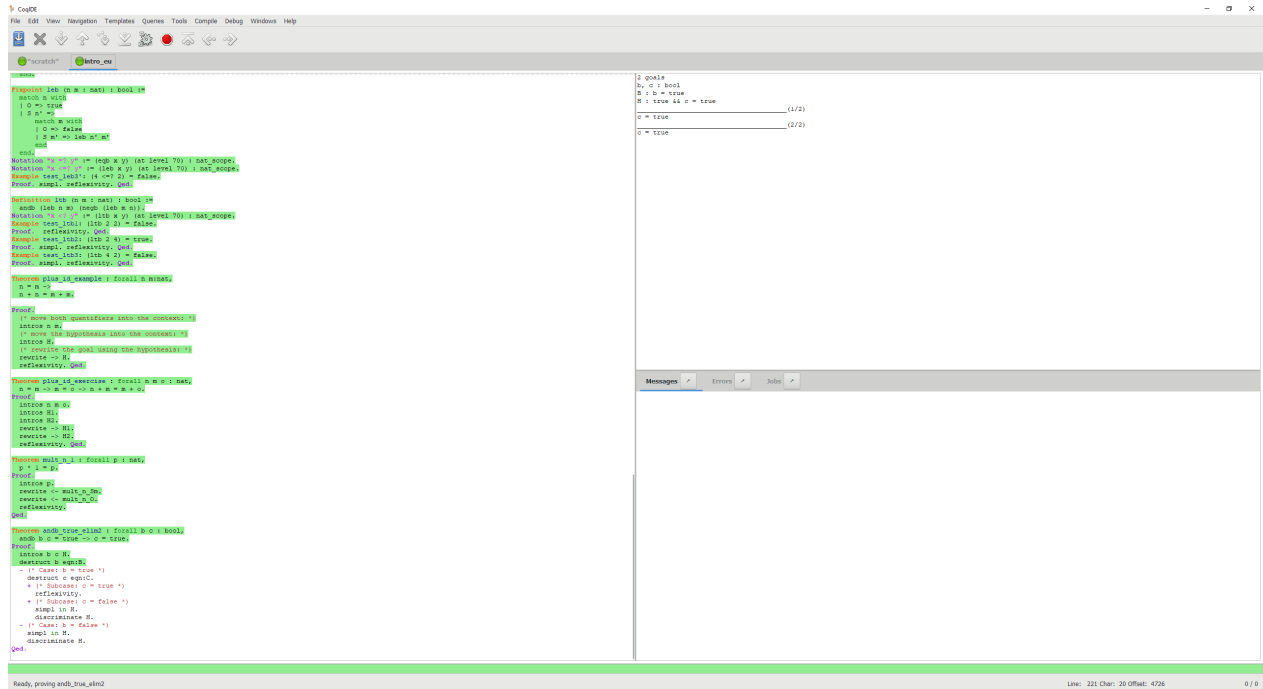 CoqIDE
File Edit View Navigation Templates Queries Tools Compile Debug Windows Help
*scratch* intro_eu
end.
Fixpoint leb (n m : nat) : bool :=
match n with
| O => true
| S n' =>
match m with
| O => false
| S m' => leb n' m'
end
end.
Notation "x =? y" := (eqb x y) (at level 70) : nat_scope.
Notation "x <=? y" := (leb x y) (at level 70) : nat_scope.
Example test_leb3': (4 <=? 2) = false.
Proof. simpl. reflexivity. Qed.
Definition ltb (n m : nat) : bool :=
andb (leb n m) (negb (leb m n)).
Notation "x <? y" := (ltb x y) (at level 70) : nat_scope.
Example test_ltb1: (ltb 2 2) = false.
Proof. reflexivity. Qed.
Example test_ltb2: (ltb 2 4) = true.
Proof. simpl. reflexivity. Qed.
Example test_ltb3: (ltb 4 2) = false.
Proof. simpl. reflexivity. Qed.
Theorem plus_id_example : forall n m:nat,
n = m ->
n + n = m + m.
Proof.
(* move both quantifiers into the context: *)
intros n m.
(* move the hypothesis into the context: *)
intros H.
(* rewrite the goal using the hypothesis: *)
rewrite -> H.
reflexivity. Qed.
Theorem plus_id_exercise : forall n m o : nat,
n = m -> m = o -> n + m = m + o.
Proof.
intros n m o.
intros H1.
intros H2.
rewrite -> H1.
rewrite -> H2.
reflexivity. Qed.
Theorem mult_n_1 : forall p : nat,
p * 1 = p.
Proof.
intros p.
rewrite <- mult_n_Sm.
rewrite <- mult_n_O.
reflexivity.
Qed.
Theorem andb_true_elim2 : forall b c : bool,
andb b c = true -> c = true.
Proof.
intros b c H.
destruct b eqn:B.
- (* Case: b = true *)
destruct c eqn:C.
+ (* Subcase: c = true *)
reflexivity.
+ (* Subcase: c = false *)
simpl in H.
discriminate H.
- (* Case: b = false *)
simpl in H.
discriminate H.
Qed.
2 goals
b, c : bool
B : b = true
H : true && c = true
(1/2)
c = true
(2/2)
c = true
Messages Errors Jobs
Ready, proving andb_true_elim2
Line: 221 Char: 20 Offset: 4726 0 / 0